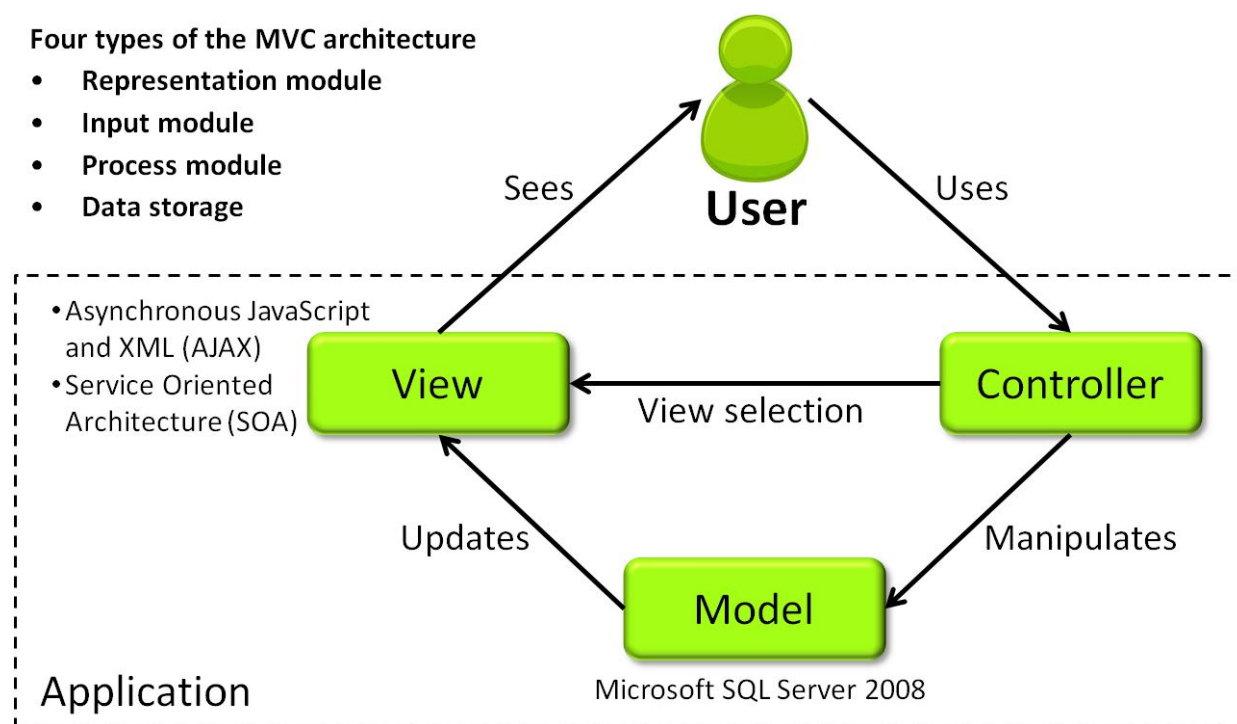 Four types of the MVC architecture
• Representation module
• Input module
• Process module
• Data storage
Sees
User
Uses
•Asynchronous JavaScript
and XML (AJAX)
•Service Oriented
Architecture (SOA)
View
View selection
Controller
Updates
Manipulates
Model
Microsoft SQL Server 2008
Application